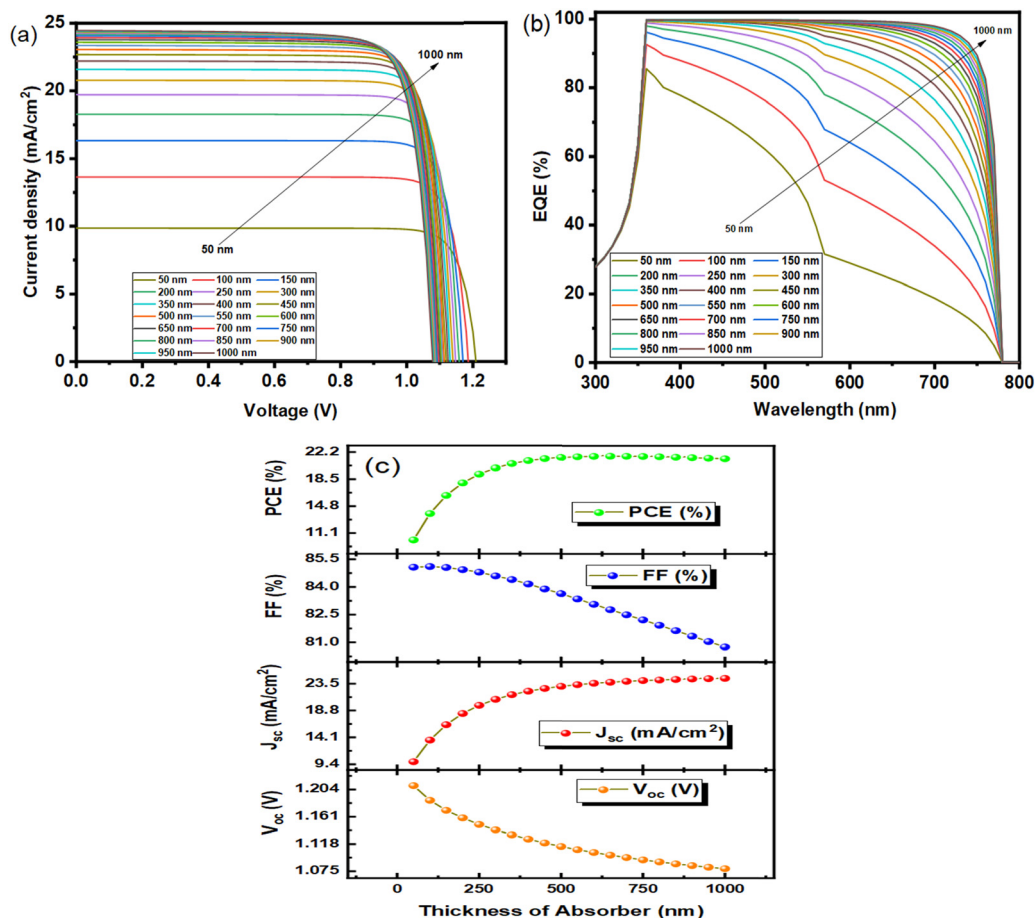 (a)
25
20
15
10
5
0
Current density (mA/cm²)
1000 nm
50 nm
50 nm 100 nm 150 nm
200 nm 250 nm 300 nm
350 nm 400 nm 450 nm
500 nm 550 nm 600 nm
650 nm 700 nm 750 nm
800 nm 850 nm 900 nm
950 nm 1000 nm
0.0 0.2 0.4 0.6 0.8 1.0 1.2
Voltage (V)
(b)
100
80
60
40
20
0
EQE (%)
1000 nm
50 nm
50 nm 100 nm 150 nm
200 nm 250 nm 300 nm
350 nm 400 nm 450 nm
500 nm 550 nm 600 nm
650 nm 700 nm 750 nm
800 nm 850 nm 900 nm
950 nm 1000 nm
300 400 500 600 700 800
Wavelength (nm)
(c)
22.2
18.5
14.8
11.1
PCE (%)
PCE (%)
85.5
84.0
82.5
81.0
FF (%)
FF (%)
23.5
18.8
14.1
9.4
Jsc (mA/cm²)
Jsc (mA/cm²)
1.204
1.161
1.118
1.075
Voc (V)
Voc (V)
0 250 500 750 1000
Thickness of Absorber (nm)